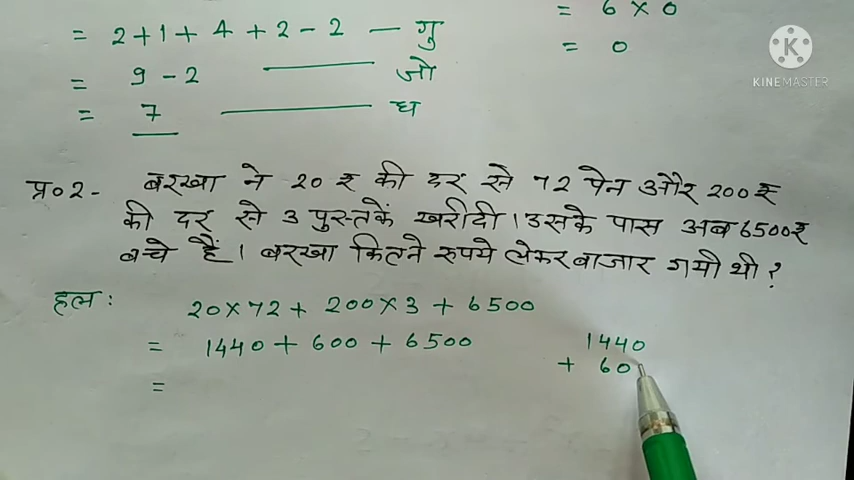 = 2+1+4+2-2 — गु
= 9-2 — जो
= 7 — घ
= 6×0
= 0
KINEMASTER
प्र०2- बरखा ने 20 ₹ की दर से 72 पेन और 200 ₹
की दर से 3 पुस्तकें खरीदी । उसके पास अब 6500 ₹
बच्चे हैं । बरखा कितने रुपये लेकर बाजार गयी थी ?
हल :
20×72 + 200×3 + 6500
= 1440 + 600 + 6500
=
1440
+ 60